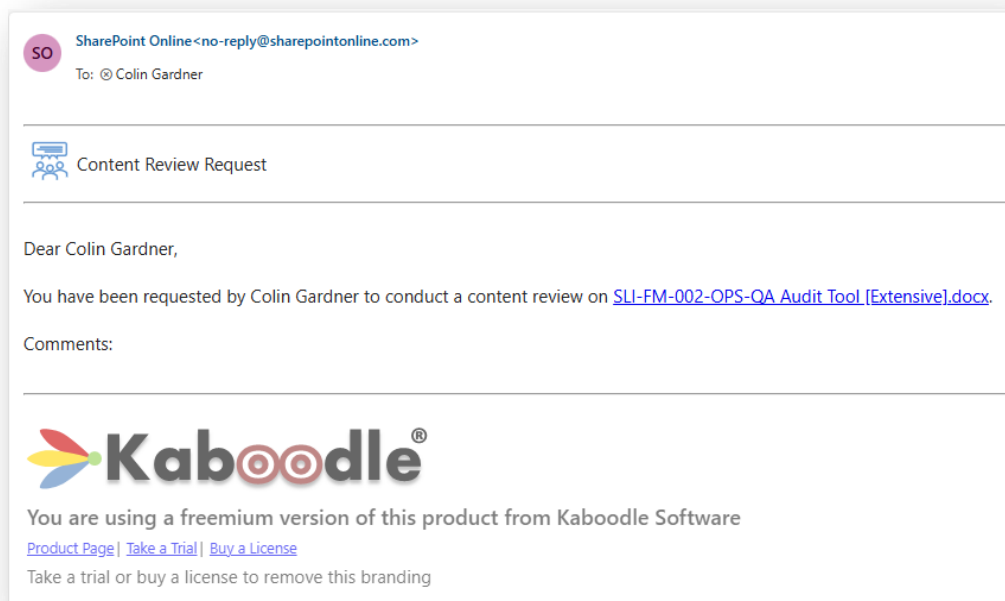 SO
SharePoint Online<no-reply@sharepointonline.com>
To: Colin Gardner
Content Review Request
Dear Colin Gardner,
You have been requested by Colin Gardner to conduct a content review on SLI-FM-002-OPS-QA Audit Tool [Extensive].docx.
Comments:
Kaboodle®
You are using a freemium version of this product from Kaboodle Software
Product Page| Take a Trial| Buy a License
Take a trial or buy a license to remove this branding